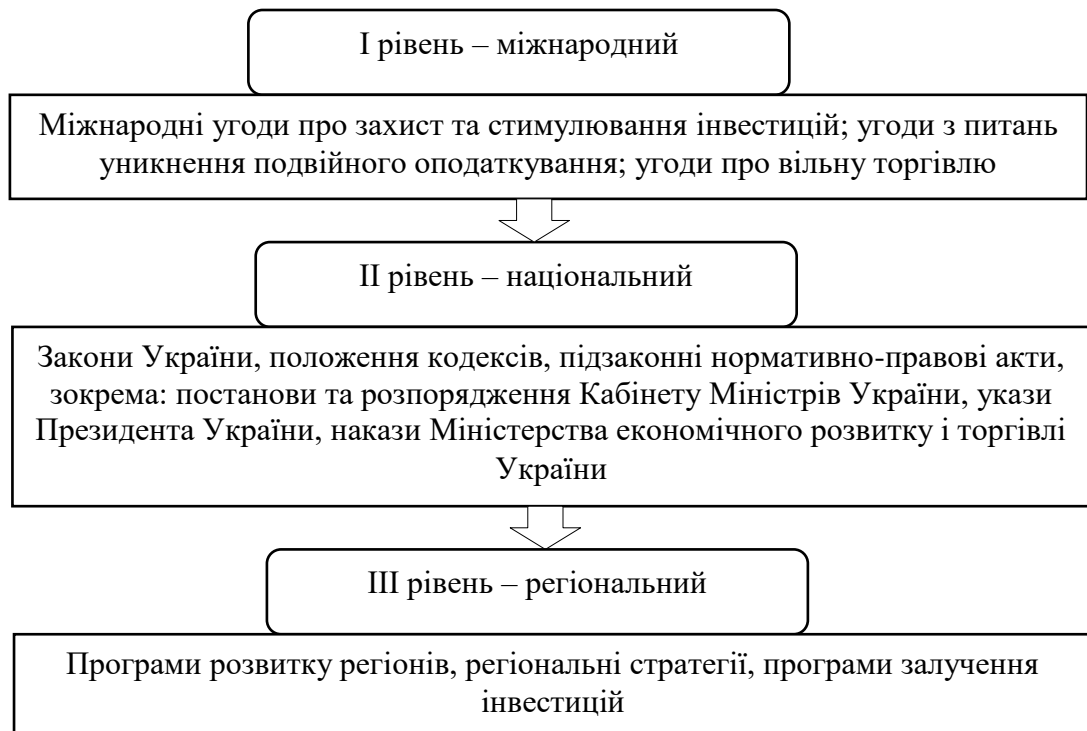 І рівень – міжнародний
Міжнародні угоди про захист та стимулювання інвестицій; угоди з питань
уникнення подвійного оподаткування; угоди про вільну торгівлю
ІІ рівень – національний
Закони України, положення кодексів, підзаконні нормативно-правові акти,
зокрема: постанови та розпорядження Кабінету Міністрів України, укази
Президента України, накази Міністерства економічного розвитку і торгівлі
України
ІІІ рівень – регіональний
Програми розвитку регіонів, регіональні стратегії, програми залучення
інвестицій